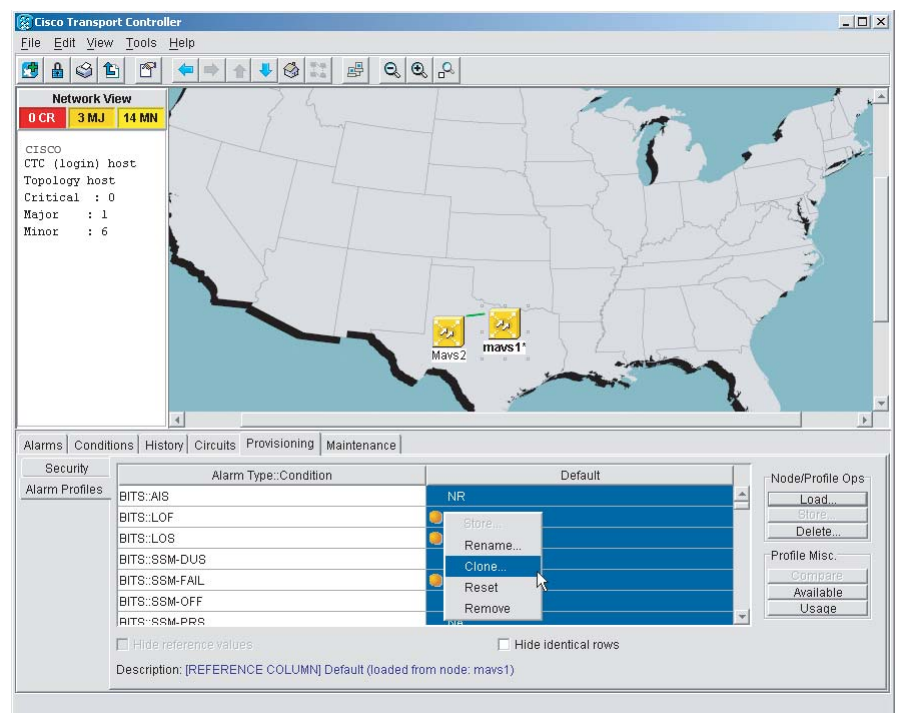 Cisco Transport Controller
File Edit View Tools Help
Network View
0 CR 3 MJ 14 MN
CISCO
CTC (login) host
Topology host
Critical : 0
Major : 1
Minor : 6
Mavs2
mavs1*
Alarms Conditions History Circuits Provisioning Maintenance
Security
Alarm Profiles
Alarm Type::Condition Default
BITS::AIS NR
BITS::LOF
BITS::LOS
BITS::SSM-DUS
BITS::SSM-FAIL
BITS::SSM-OFF
BITS::SSM-PRS NA
Store...
Rename...
Clone...
Reset
Remove
Node/Profile Ops
Load...
Store...
Delete...
Profile Misc.
Compare
Available
Usage
Hide reference values
Hide identical rows
Description: [REFERENCE COLUMN] Default (loaded from node: mavs1)